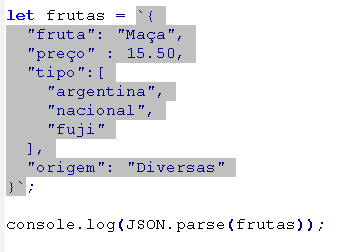 let frutas = `{
"fruta": "Maça",
"preço" : 15.50,
"tipo":[
"argentina",
"nacional",
"fuji"
],
"origem": "Diversas"
}`;
console.log(JSON.parse(frutas));